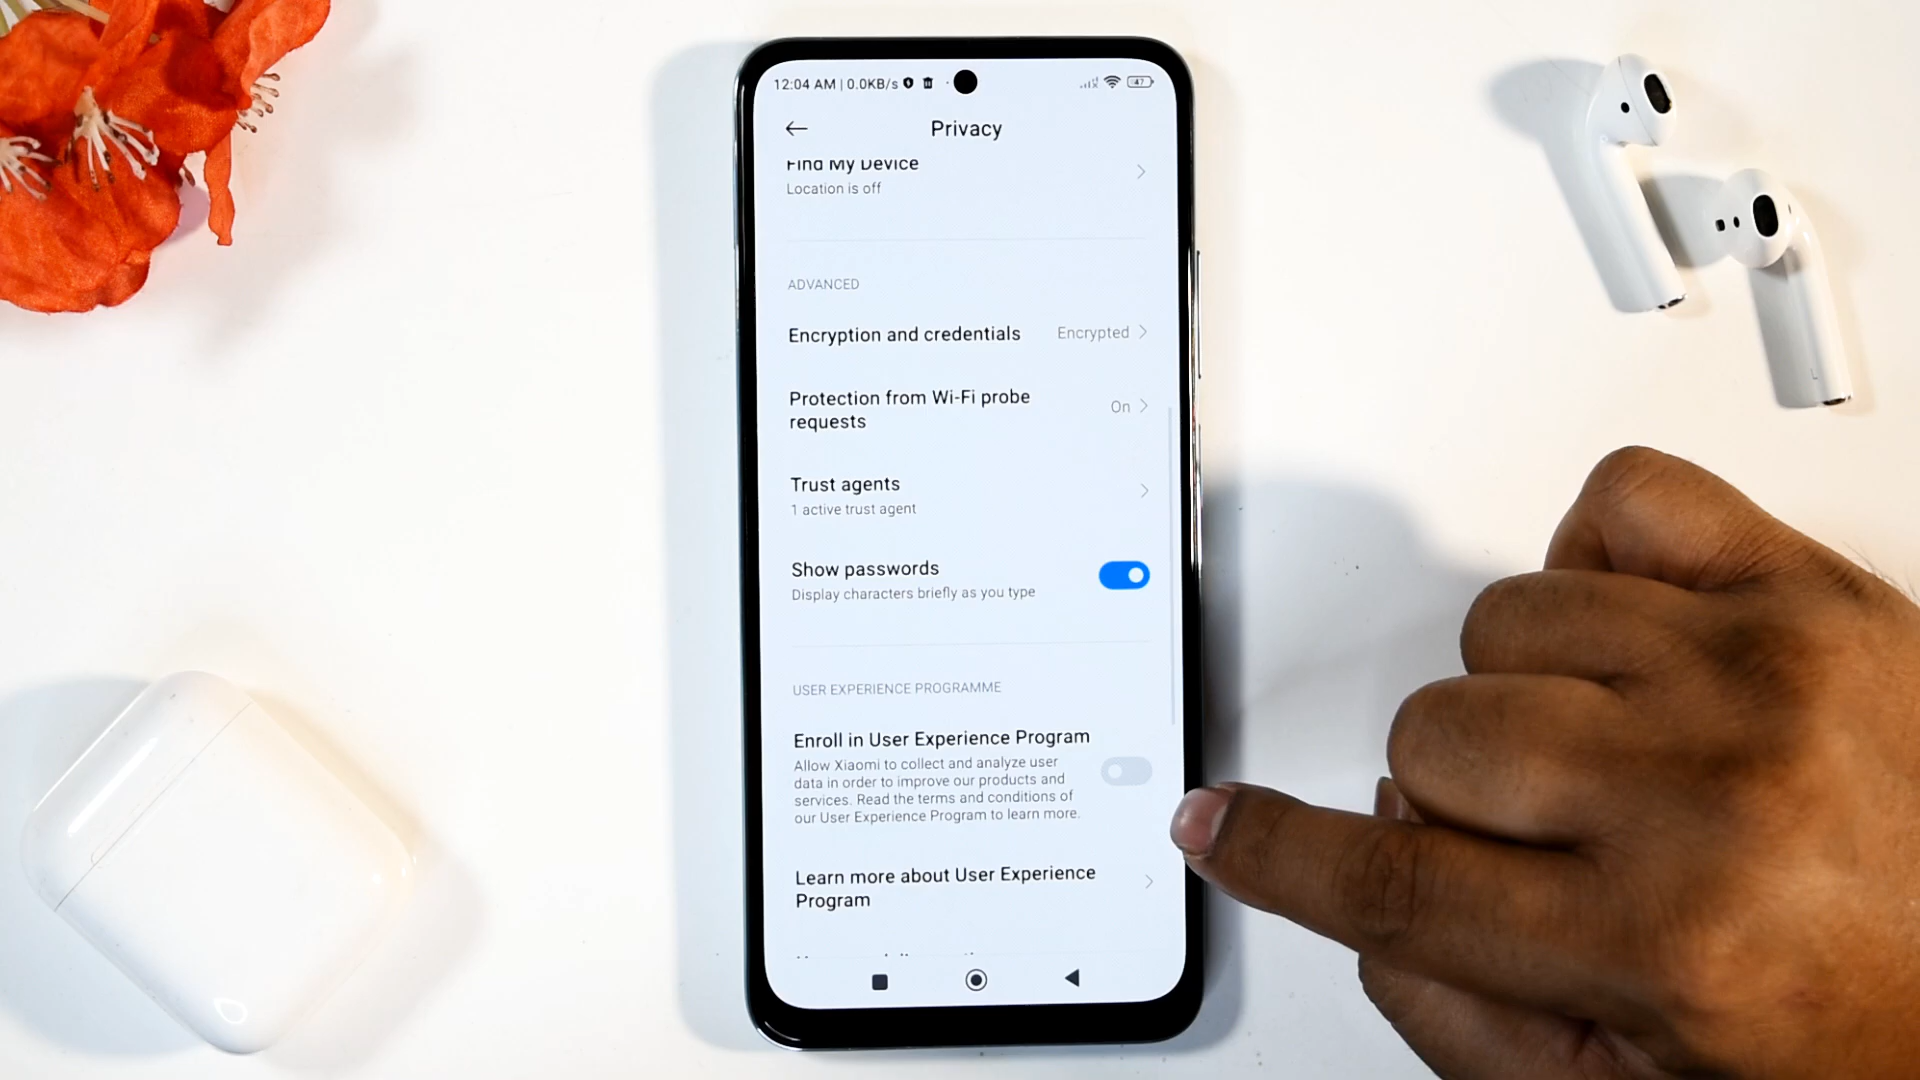 12:04 AM | 0.0KB/s
47
Privacy
Find My Device
Location is off
ADVANCED
Encryption and credentials
Encrypted
Protection from Wi-Fi probe
requests
On
Trust agents
1 active trust agent
Show passwords
Display characters briefly as you type
USER EXPERIENCE PROGRAMME
Enroll in User Experience Program
Allow Xiaomi to collect and analyze user
data in order to improve our products and
services. Read the terms and conditions of
our User Experience Program to learn more.
Learn more about User Experience
Program
L